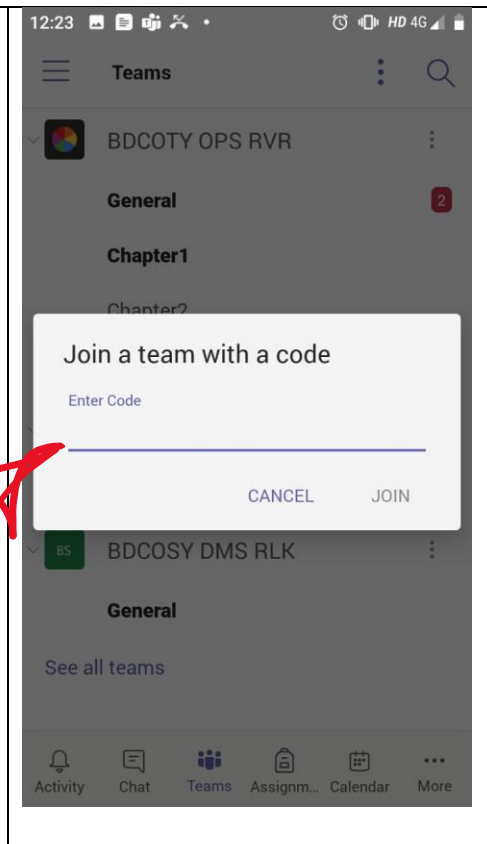 12:23 HD 4G
Teams
BDCOTY OPS RVR
General 2
Chapter1
Chapter2
Join a team with a code
Enter Code
CANCEL JOIN
BS BDCOSY DMS RLK
General
See all teams
Activity Chat Teams Assignm... Calendar More